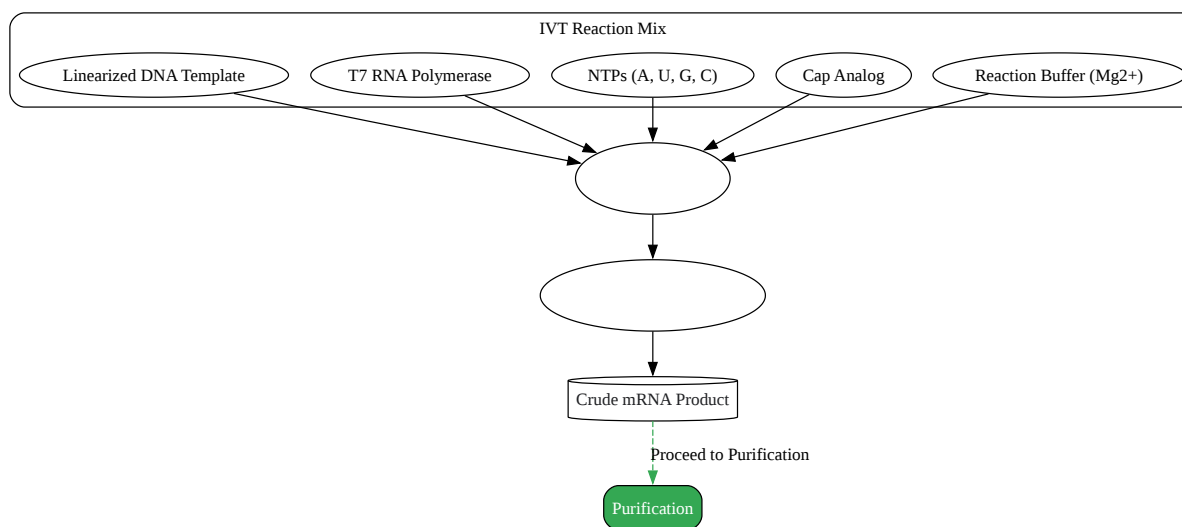 IVT Reaction Mix
Linearized DNA Template
T7 RNA Polymerase
NTPs (A, U, G, C)
Cap Analog
Reaction Buffer (Mg2+)
Crude mRNA Product
Proceed to Purification
Purification